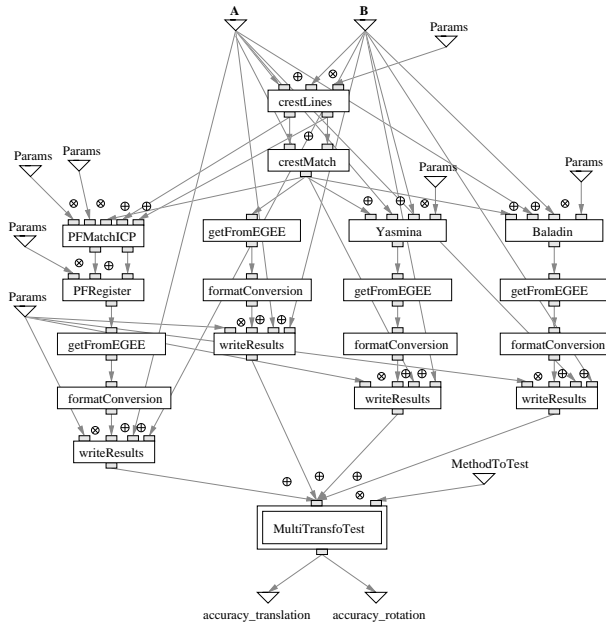 A B
Params
crestLines
crestMatch
Params Params Params Params
PFMatchICP getFromEGEE Yasmina Baladin
Params
PFRegister formatConversion getFromEGEE getFromEGEE
Params
getFromEGEE writeResults formatConversion formatConversion
formatConversion writeResults writeResults
writeResults
MethodToTest
MultiTransfoTest
accuracy_translation accuracy_rotation